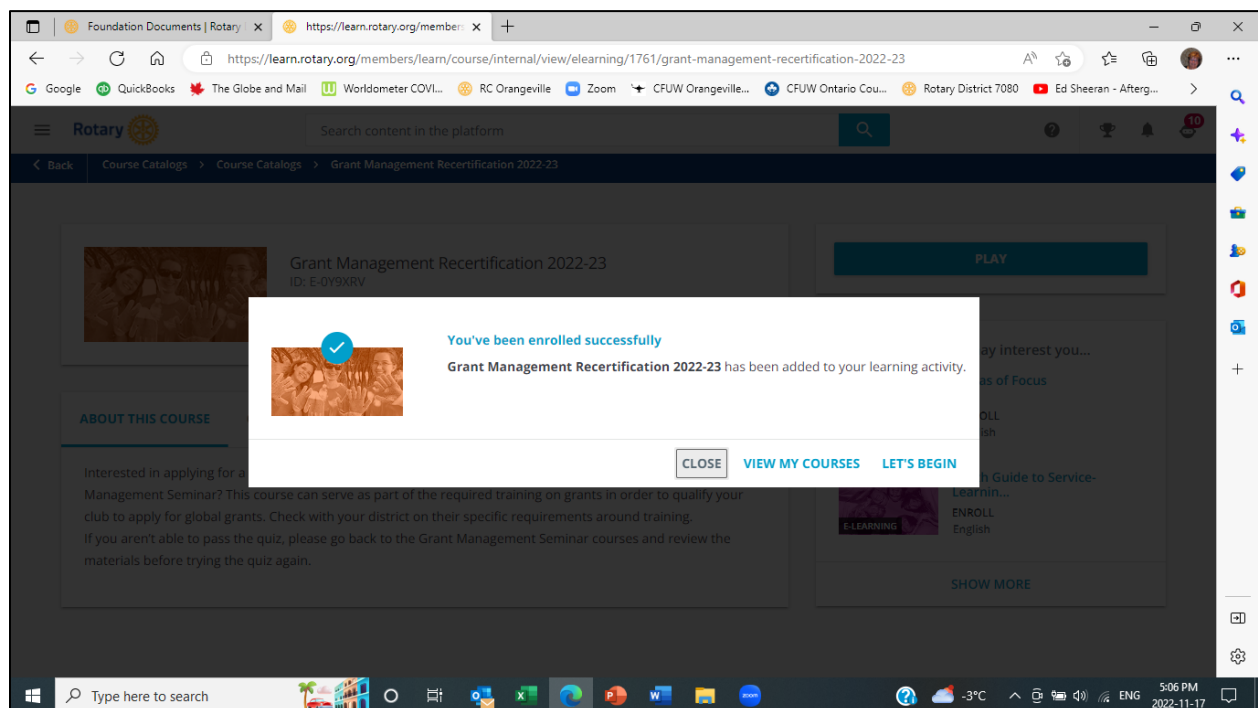 Foundation Documents | Rotary
https://learn.rotary.org/member
https://learn.rotary.org/members/learn/course/internal/view/elearning/1761/grant-management-recertification-2022-23
Google QuickBooks The Globe and Mail Worldometer COVI... RC Orangeville Zoom CFUW Orangeville... CFUW Ontario Cou... Rotary District 7080 Ed Sheeran - Afterg...
Rotary Search content in the platform 10
Back Course Catalogs > Course Catalogs > Grant Management Recertification 2022-23
Grant Management Recertification 2022-23
ID: E-0Y9XRV
PLAY
You've been enrolled successfully
Grant Management Recertification 2022-23 has been added to your learning activity.
CLOSE VIEW MY COURSES LET'S BEGIN
ay interest you...
as of Focus
OLL
ish
ABOUT THIS COURSE
Interested in applying for a
Management Seminar? This course can serve as part of the required training on grants in order to qualify your
club to apply for global grants. Check with your district on their specific requirements around training.
If you aren't able to pass the quiz, please go back to the Grant Management Seminar courses and review the
materials before trying the quiz again.
h Guide to Service-
Learnin...
ENROLL
English
E-LEARNING
SHOW MORE
Type here to search
zoom
-3°C
ENG
5:06 PM
2022-11-17